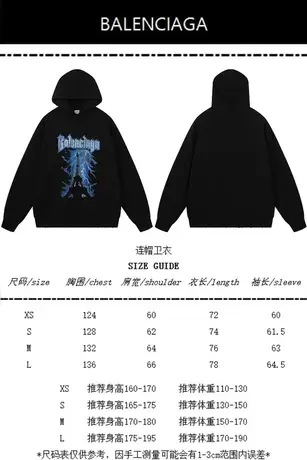 BALENCIAGA
Balenciaga
连帽卫衣
SIZE GUIDE
尺码/size 胸围/chest 肩宽/shoulder 衣长/length 袖长/sleeve
XS 124 60 72 60
S 128 62 74 61.5
M 132 64 76 63
L 136 66 78 64.5
XS 推荐身高160-170 推荐体重110-130
S 推荐身高165-175 推荐体重130-150
M 推荐身高170-180 推荐体重150-170
L 推荐身高175-195 推荐体重170-190
*尺码表仅供参考，因手工测量可能会有1-3cm范围内误差*